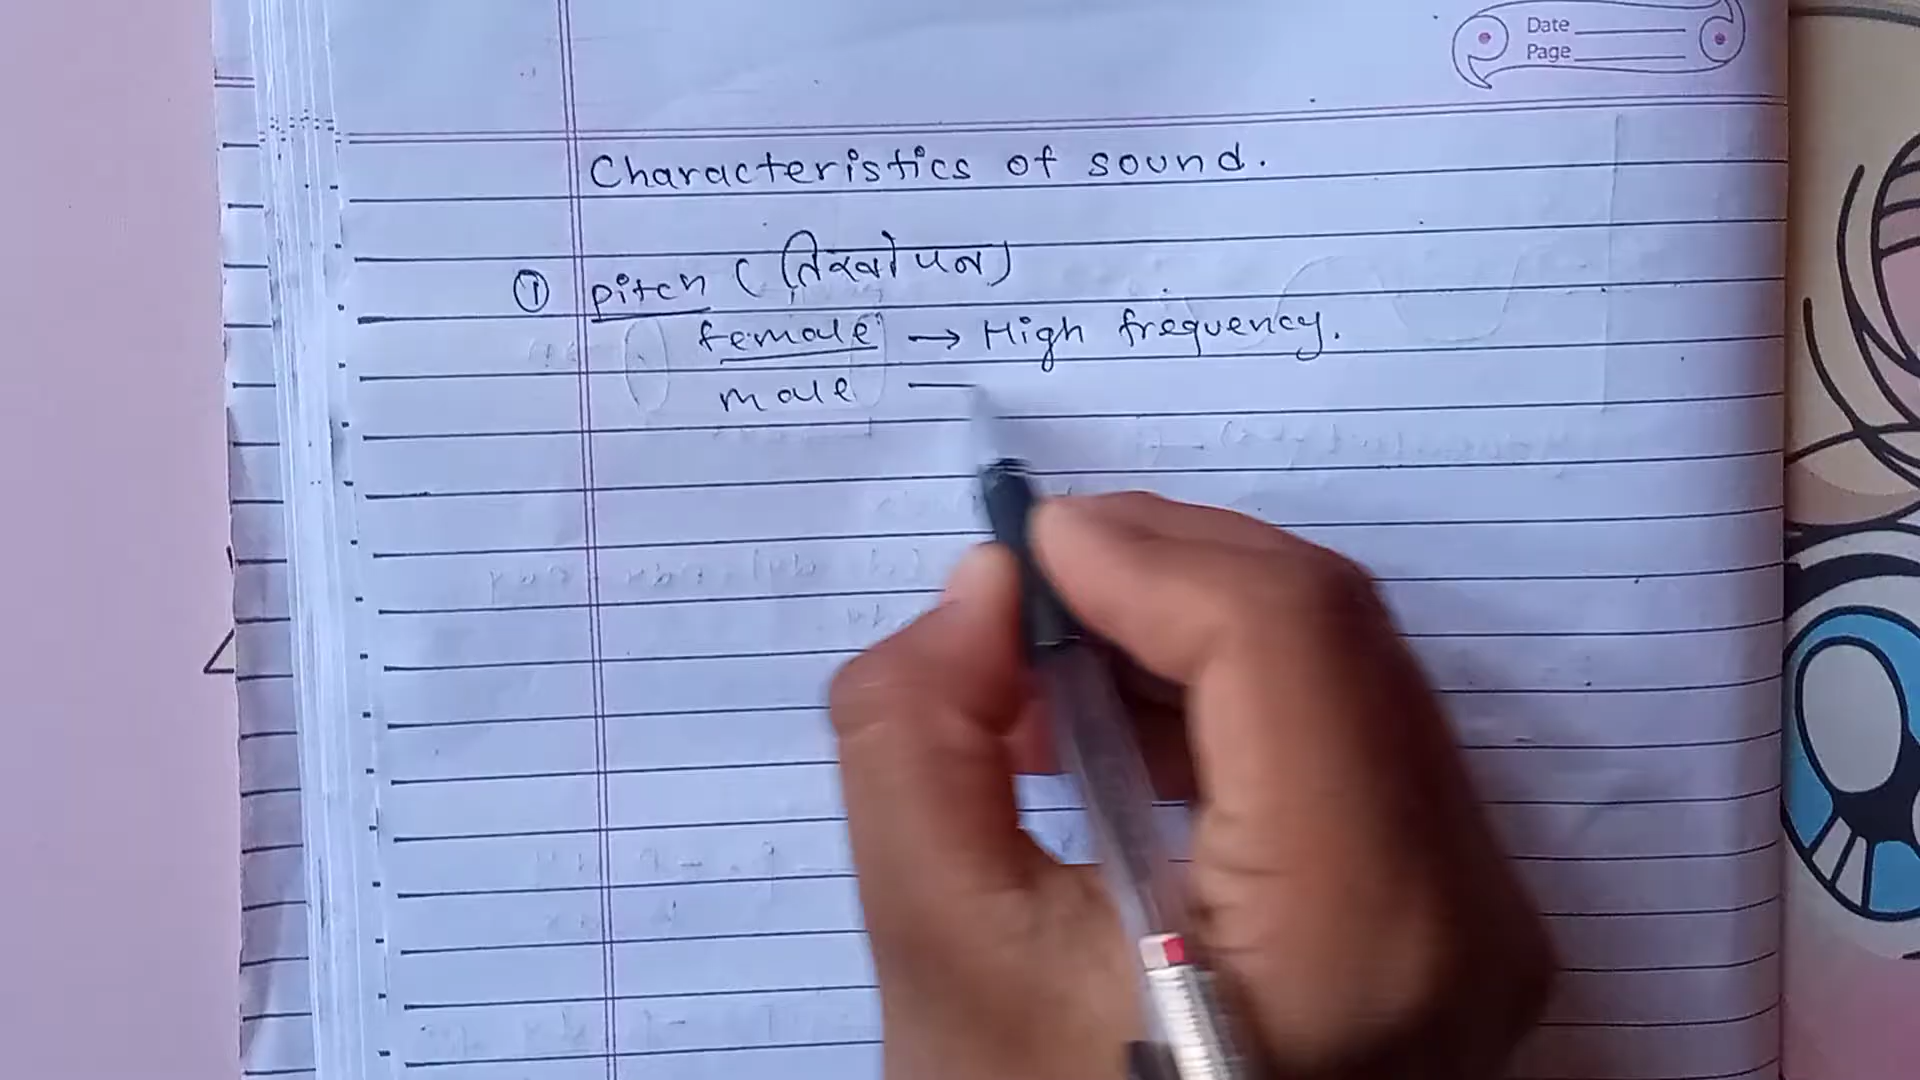 Date
Page
Characteristics of sound.
① pitch (तिखोपन)
female → High frequency.
male —